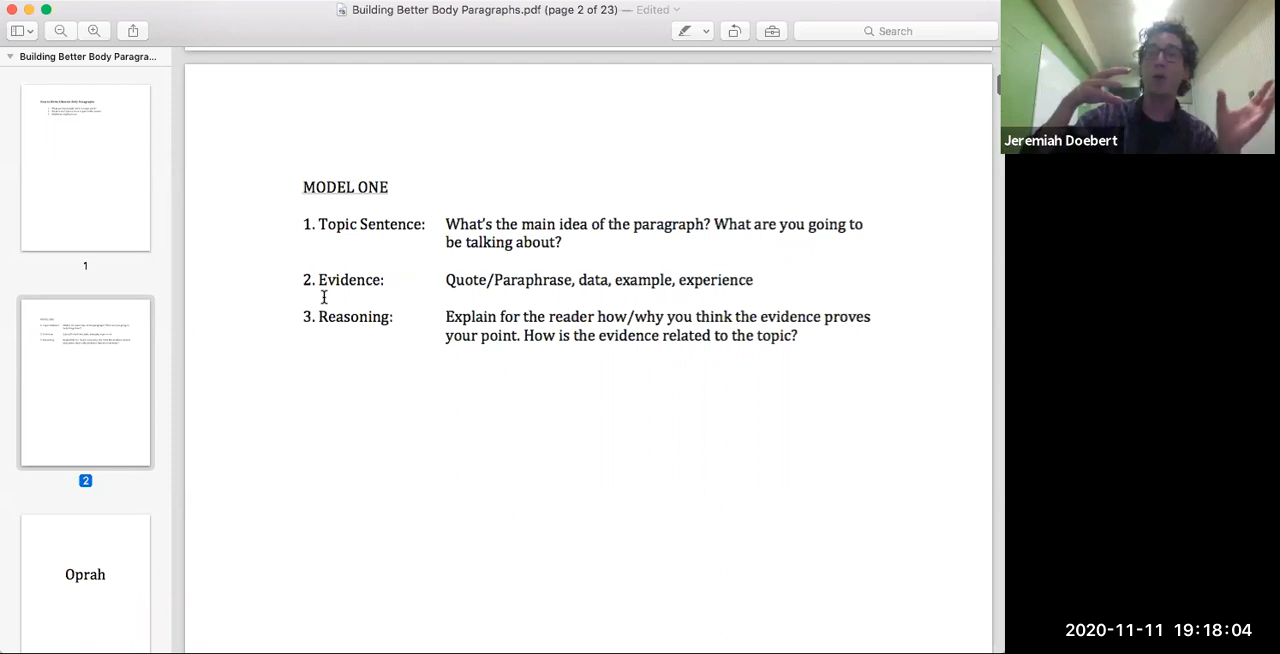 Building Better Body Paragraphs.pdf (page 2 of 23) — Edited
Search
Building Better Body Paragra...
1
2
Oprah
MODEL ONE
1. Topic Sentence: What's the main idea of the paragraph? What are you going to
be talking about?
2. Evidence: Quote/Paraphrase, data, example, experience
3. Reasoning: Explain for the reader how/why you think the evidence proves
your point. How is the evidence related to the topic?
Jeremiah Doebert
2020-11-11 19:18:04